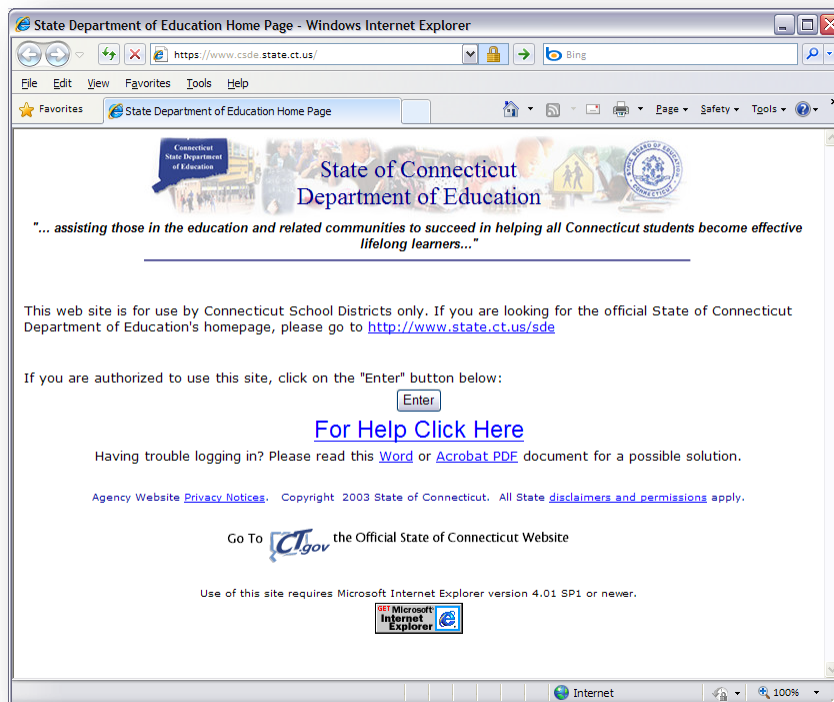 State Department of Education Home Page - Windows Internet Explorer
https://www.csde.state.ct.us/
Bing
File Edit View Favorites Tools Help
Favorites
State Department of Education Home Page
Page Safety Tools
Connecticut
State Department
of Education
State of Connecticut
Department of Education
"... assisting those in the education and related communities to succeed in helping all Connecticut students become effective
lifelong learners..."
This web site is for use by Connecticut School Districts only. If you are looking for the official State of Connecticut
Department of Education's homepage, please go to http://www.state.ct.us/sde
If you are authorized to use this site, click on the "Enter" button below:
Enter
For Help Click Here
Having trouble logging in? Please read this Word or Acrobat PDF document for a possible solution.
Agency Website Privacy Notices. Copyright 2003 State of Connecticut. All State disclaimers and permissions apply.
Go To CT.gov the Official State of Connecticut Website
Use of this site requires Microsoft Internet Explorer version 4.01 SP1 or newer.
GET Microsoft
Internet
Explorer
Internet
100%